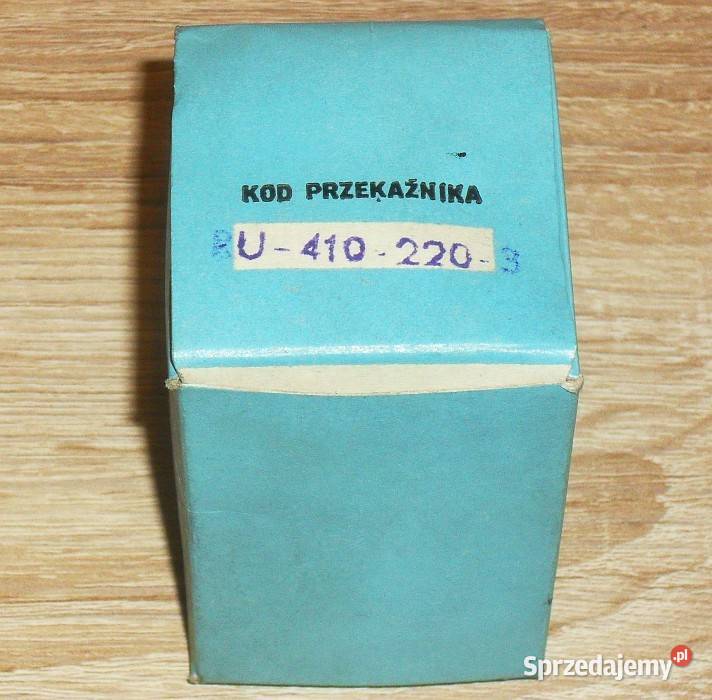 KOD PRZEKAŹNIKA
RU-410-220-3
Sprzedajemy.pl